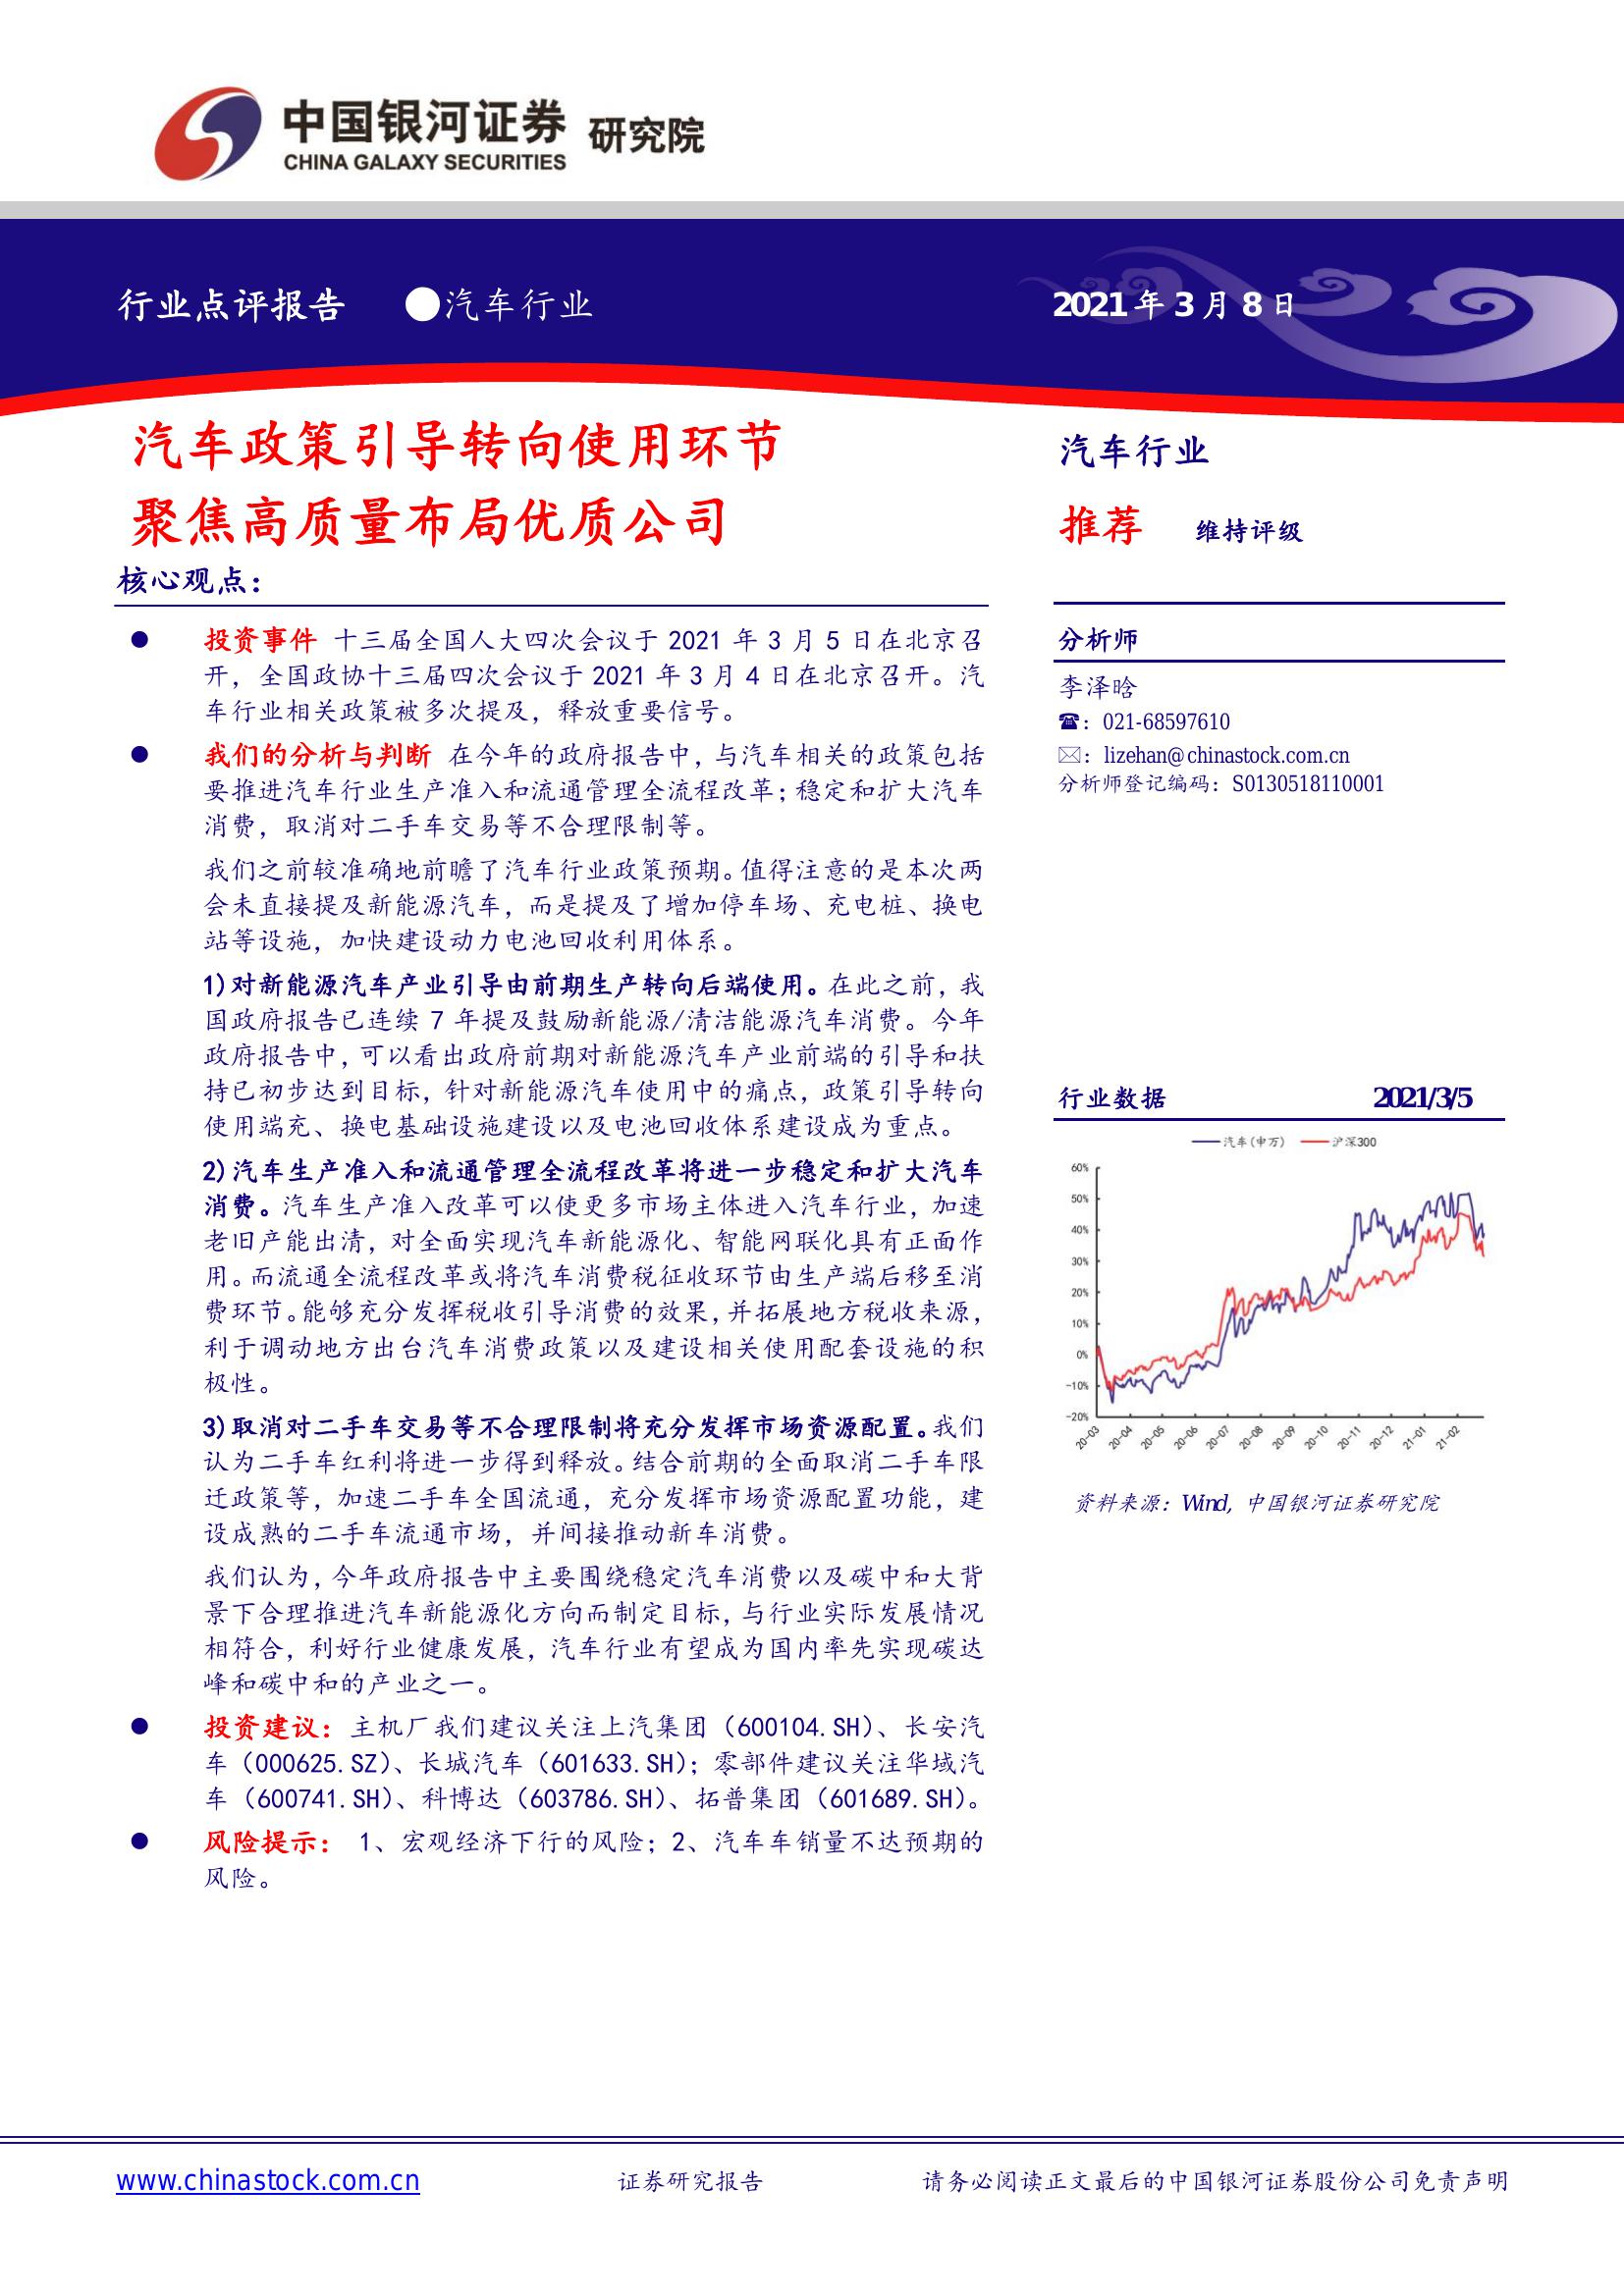 中国银河证券 研究院
CHINA GALAXY SECURITIES
行业点评报告 ●汽车行业
2021 年 3 月 8 日
汽车政策引导转向使用环节
聚焦高质量布局优质公司
核心观点：
● 投资事件 十三届全国人大四次会议于 2021 年 3 月 5 日在北京召
开，全国政协十三届四次会议于 2021 年 3 月 4 日在北京召开。汽
车行业相关政策被多次提及，释放重要信号。
● 我们的分析与判断 在今年的政府报告中，与汽车相关的政策包括
要推进汽车行业生产准入和流通管理全流程改革；稳定和扩大汽车
消费，取消对二手车交易等不合理限制等。
我们之前较准确地前瞻了汽车行业政策预期。值得注意的是本次两
会未直接提及新能源汽车，而是提及了增加停车场、充电桩、换电
站等设施，加快建设动力电池回收利用体系。
1)对新能源汽车产业引导由前期生产转向后端使用。在此之前，我
国政府报告已连续 7 年提及鼓励新能源/清洁能源汽车消费。今年
政府报告中，可以看出政府前期对新能源汽车产业前端的引导和扶
持已初步达到目标，针对新能源汽车使用中的痛点，政策引导转向
使用端充、换电基础设施建设以及电池回收体系建设成为重点。
2)汽车生产准入和流通管理全流程改革将进一步稳定和扩大汽车
消费。汽车生产准入改革可以使更多市场主体进入汽车行业，加速
老旧产能出清，对全面实现汽车新能源化、智能网联化具有正面作
用。而流通全流程改革或将汽车消费税征收环节由生产端后移至消
费环节。能够充分发挥税收引导消费的效果，并拓展地方税收来源，
利于调动地方出台汽车消费政策以及建设相关使用配套设施的积
极性。
3)取消对二手车交易等不合理限制将充分发挥市场资源配置。我们
认为二手车红利将进一步得到释放。结合前期的全面取消二手车限
迁政策等，加速二手车全国流通，充分发挥市场资源配置功能，建
设成熟的二手车流通市场，并间接推动新车消费。
我们认为，今年政府报告中主要围绕稳定汽车消费以及碳中和大背
景下合理推进汽车新能源化方向而制定目标，与行业实际发展情况
相符合，利好行业健康发展，汽车行业有望成为国内率先实现碳达
峰和碳中和的产业之一。
● 投资建议：主机厂我们建议关注上汽集团（600104.SH）、长安汽
车（000625.SZ）、长城汽车（601633.SH）；零部件建议关注华域汽
车（600741.SH）、科博达（603786.SH）、拓普集团（601689.SH）。
● 风险提示： 1、宏观经济下行的风险；2、汽车车销量不达预期的
风险。
汽车行业
推荐 维持评级
分析师
李泽晗
☎：021-68597610
✉：lizehan@chinastock.com.cn
分析师登记编码：S0130518110001
行业数据 2021/3/5
汽车(申万) 沪深300
60%
50%
40%
30%
20%
10%
0%
-10%
-20%
20-03 20-04 20-05 20-06 20-07 20-08 20-09 20-10 20-11 20-12 21-01 21-02
资料来源：Wind, 中国银河证券研究院
www.chinastock.com.cn 证券研究报告 请务必阅读正文最后的中国银河证券股份公司免责声明